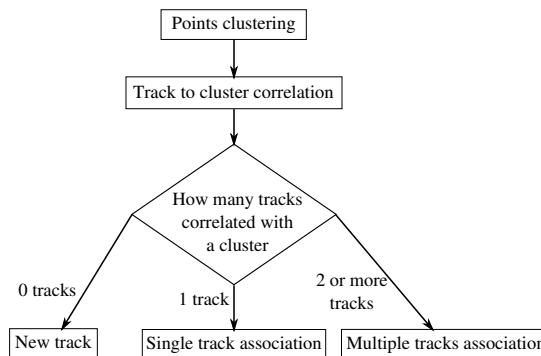 Points clustering
Track to cluster correlation
How many tracks
correlated with
a cluster
0 tracks
1 track
2 or more
tracks
New track
Single track association
Multiple tracks association